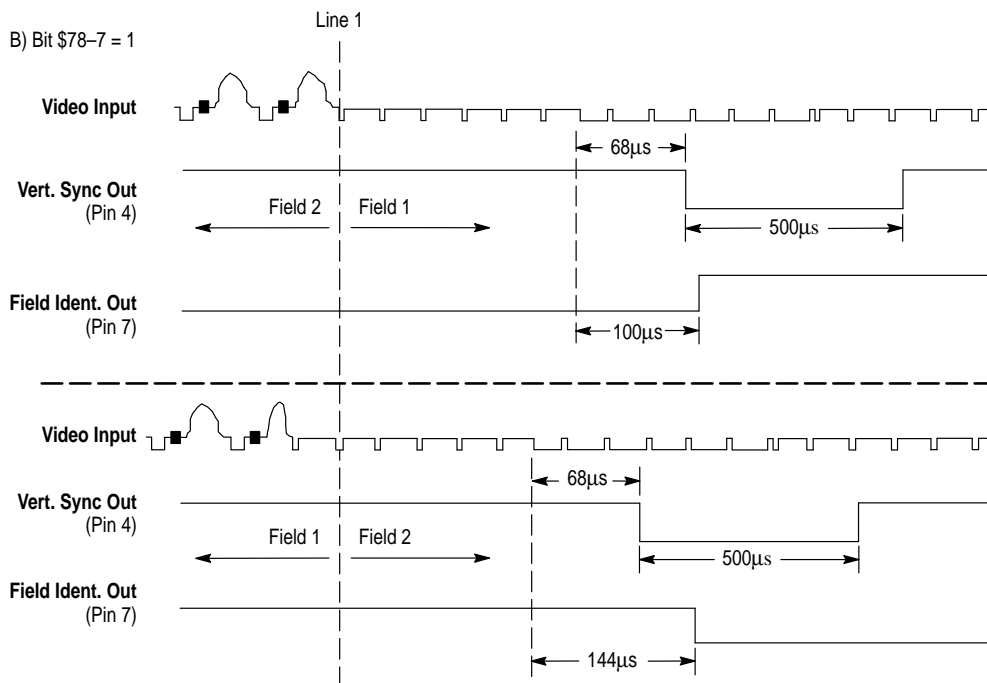 Line 1
B) Bit $78–7 = 1
Video Input
68µs
Vert. Sync Out
(Pin 4)
Field 2 Field 1
500µs
Field Ident. Out
(Pin 7)
100µs
Video Input
68µs
Vert. Sync Out
(Pin 4)
Field 1 Field 2
500µs
Field Ident. Out
(Pin 7)
144µs